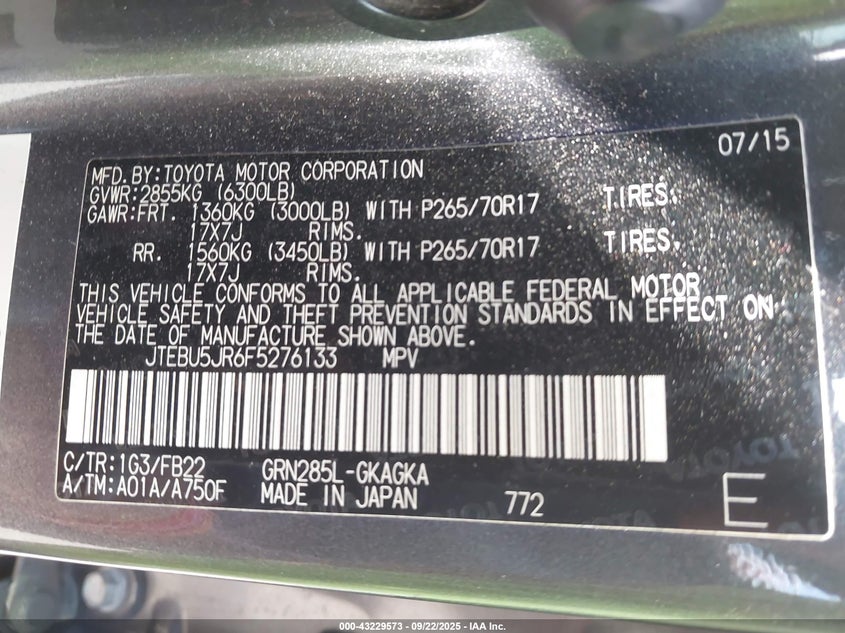 07/15
MFD.BY:TOYOTA MOTOR CORPORATION
GVWR:2855KG (6300LB)
GAWR:FRT. 1360KG (3000LB) WITH P265/70R17 TIRES,
17X7J RIMS.
RR. 1560KG (3450LB) WITH P265/70R17 TIRES,
17X7J RIMS.
THIS VEHICLE CONFORMS TO ALL APPLICABLE FEDERAL MOTOR
VEHICLE SAFETY AND THEFT PREVENTION STANDARDS IN EFFECT ON
THE DATE OF MANUFACTURE SHOWN ABOVE.
JTEBU5JR6F5276133 MPV
C/TR:1G3/FB22 GRN285L-GKAGKA
A/TM:A01A/A750F MADE IN JAPAN 772 E
TOYOTA
000-43229573 - 09/22/2025 - IAA Inc.